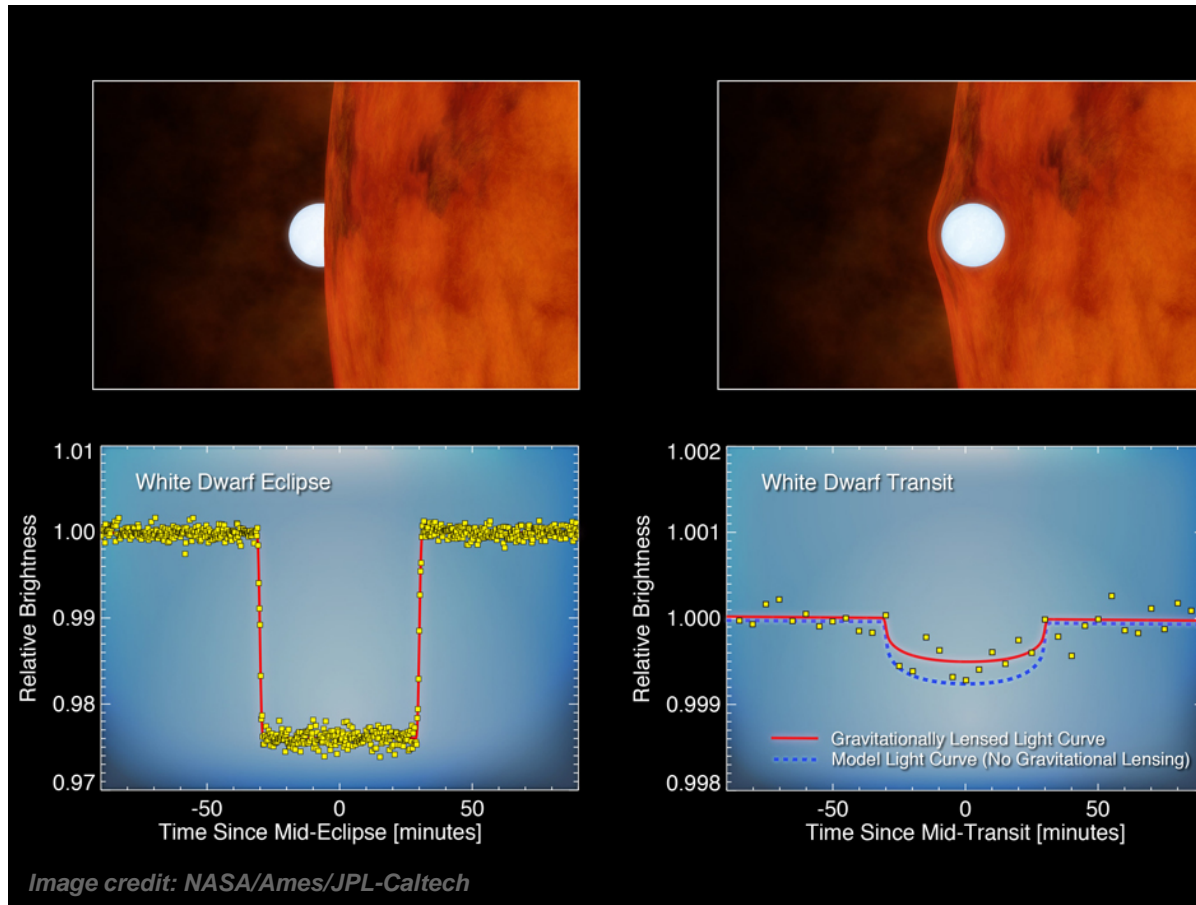 1.01
1.00
0.99
0.98
0.97
Relative Brightness
White Dwarf Eclipse
-50 0 50
Time Since Mid-Eclipse [minutes]
1.002
1.001
1.000
0.999
0.998
Relative Brightness
White Dwarf Transit
Gravitationally Lensed Light Curve
Model Light Curve (No Gravitational Lensing)
-50 0 50
Time Since Mid-Transit [minutes]
Image credit: NASA/Ames/JPL-Caltech